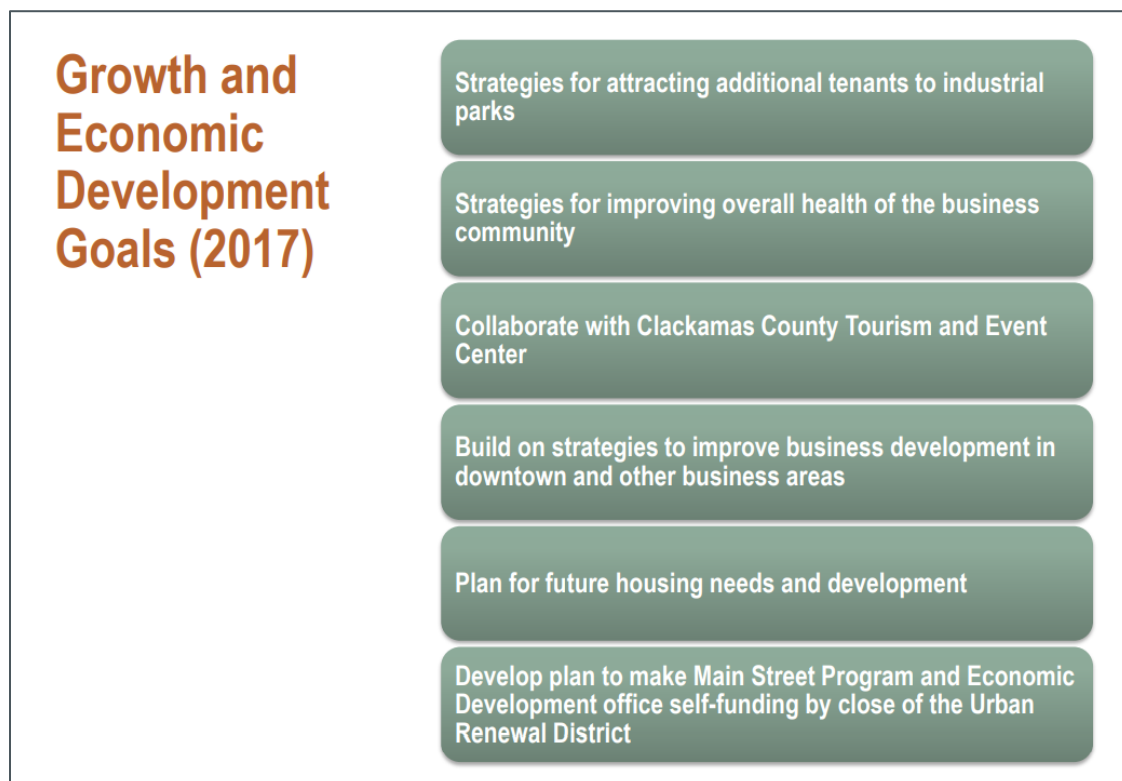 Growth and
Economic
Development
Goals (2017)
Strategies for attracting additional tenants to industrial
parks
Strategies for improving overall health of the business
community
Collaborate with Clackamas County Tourism and Event
Center
Build on strategies to improve business development in
downtown and other business areas
Plan for future housing needs and development
Develop plan to make Main Street Program and Economic
Development office self-funding by close of the Urban
Renewal District